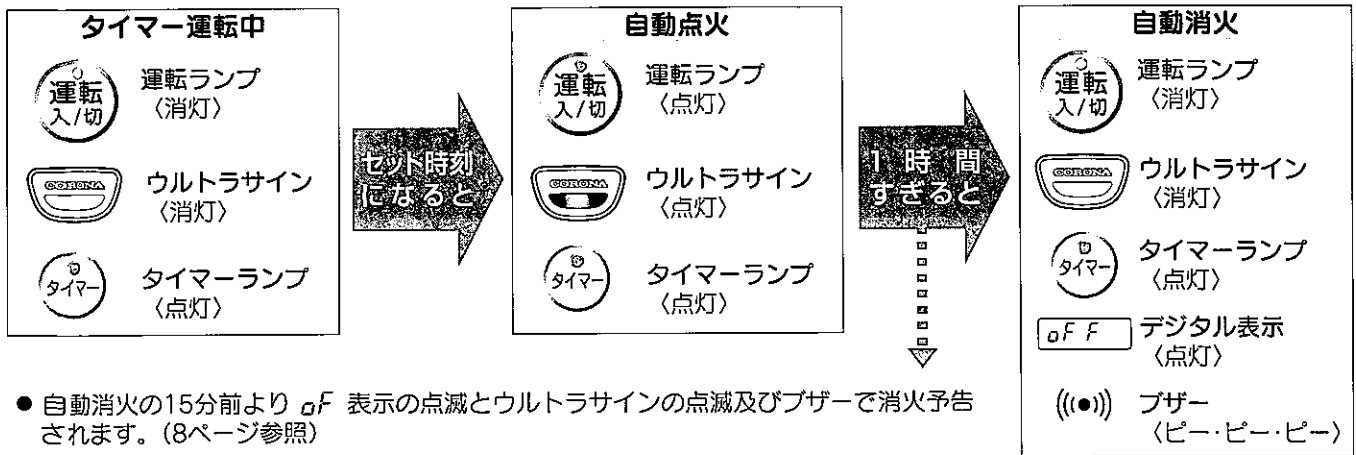 タイマー運転中
運転
入/切
運転ランプ
〈消灯〉
CORONA
ウルトラサイン
〈消灯〉
タイマー
タイマーランプ
〈点灯〉
セット時刻
になると
自動点火
運転
入/切
運転ランプ
〈点灯〉
CORONA
ウルトラサイン
〈点灯〉
タイマー
タイマーランプ
〈点灯〉
1時間
すぎると
自動消火
運転
入/切
運転ランプ
〈点灯〉
CORONA
ウルトラサイン
〈消灯〉
タイマー
タイマーランプ
〈点灯〉
oFF
デジタル表示
〈点灯〉
ブザー
〈ピー・ピー・ピー〉
● 自動消火の15分前より oF 表示の点滅とウルトラサインの点滅及びブザーで消火予告
されます。(8ページ参照)